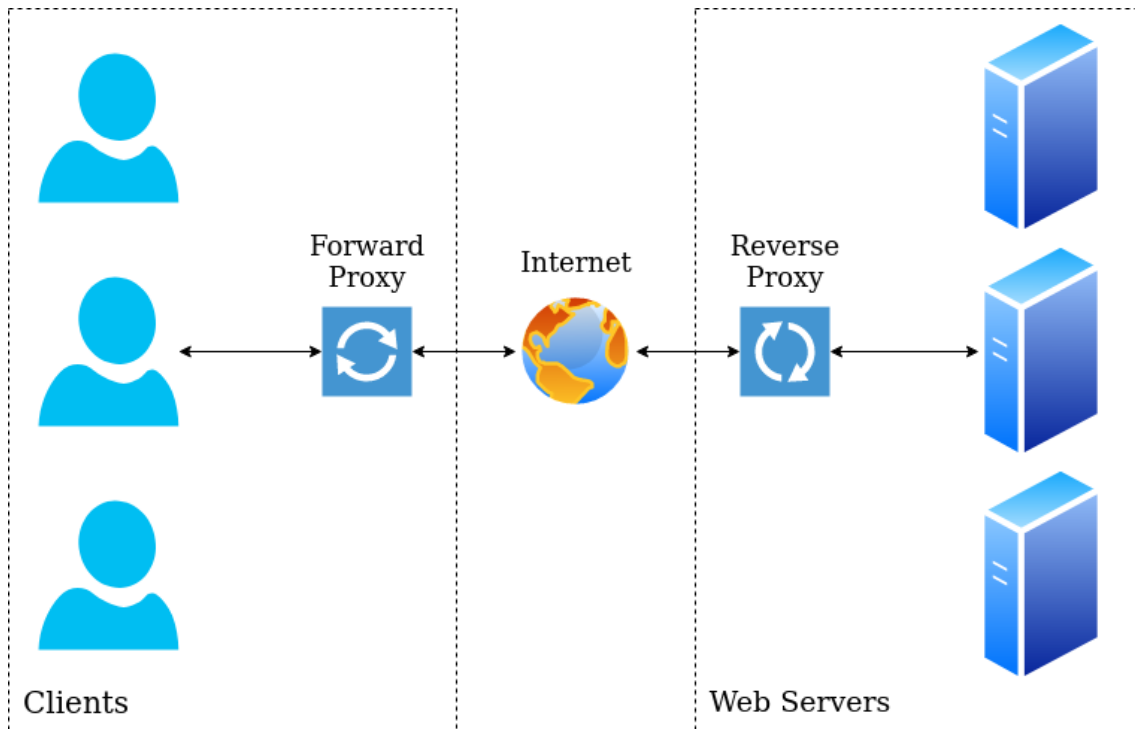 Forward
Proxy
Internet
Reverse
Proxy
Clients
Web Servers